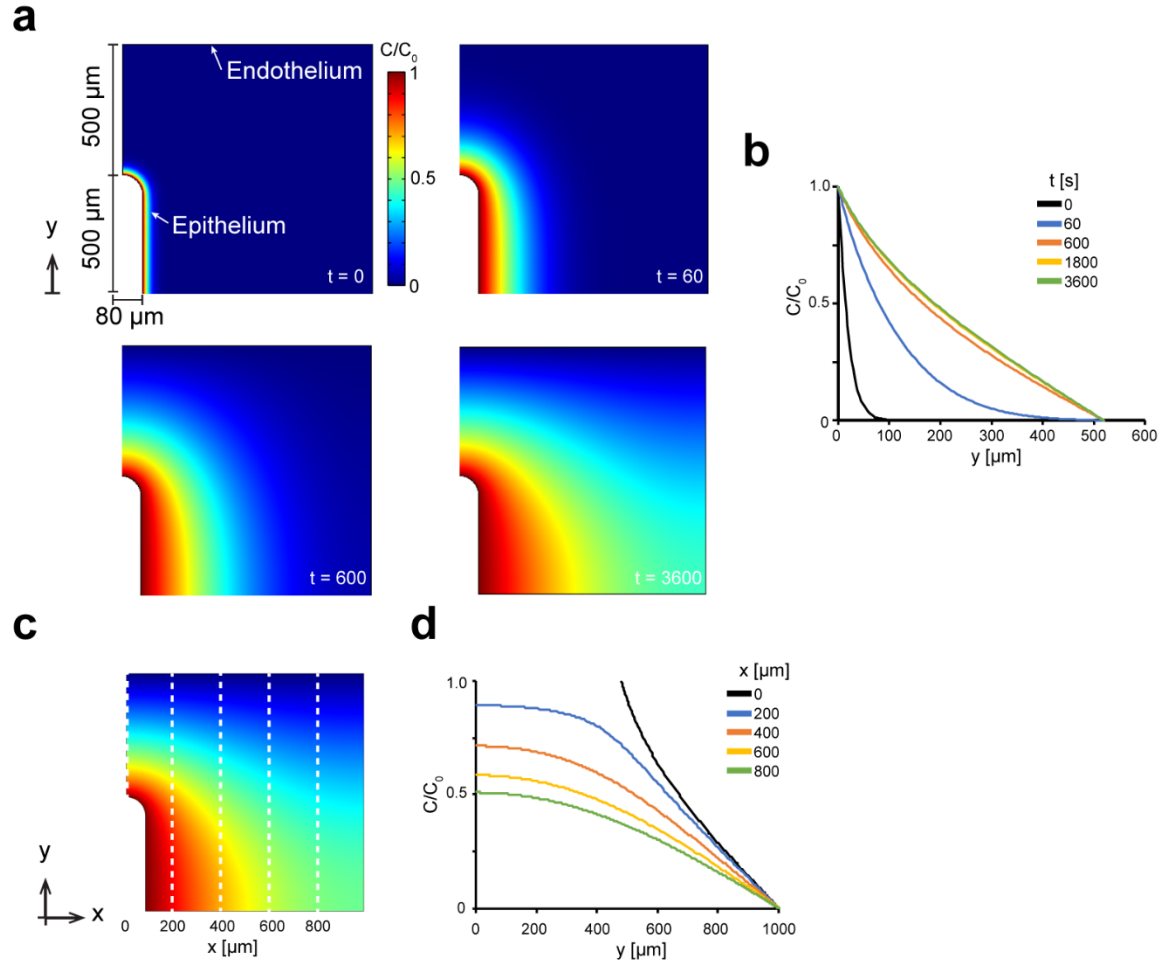 a
C/C0
Endothelium
1
500 µm
0.5
Epithelium
500 µm
y
t = 0
0
80 µm
t = 60
t = 600
t = 3600
b
t [s]
0
60
600
1800
3600
1.0
C/C0
0.5
0
0 100 200 300 400 500 600
y [µm]
c
y
x
0 200 400 600 800
x [µm]
d
x [µm]
0
200
400
600
800
1.0
C/C0
0.5
0
0 200 400 600 800 1000
y [µm]